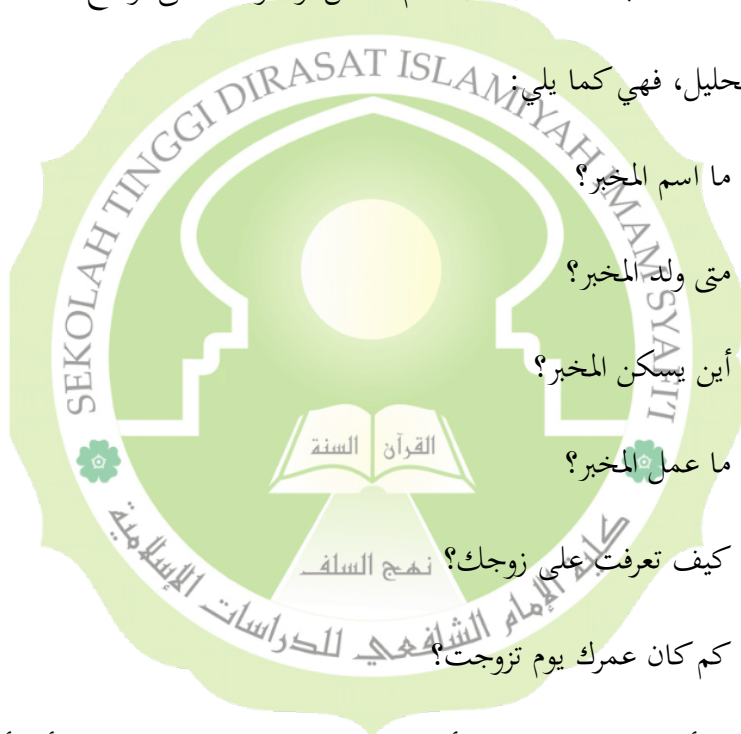 حليل، فهي كما يلي:
ما اسم المخبر؟
متى ولد المخبر؟
أين يسكن المخبر؟
ما عمل المخبر؟
كيف تعرفت على زوجك؟
كم كان عمرك يوم تزوجت؟
SEKOLAH TINGGI DIRASAT ISLAMIYAH IMAM SYAFI'I
القرآن السنة
نهج السلف
كلية الإمام الشافعي للدراسات الإسلامية